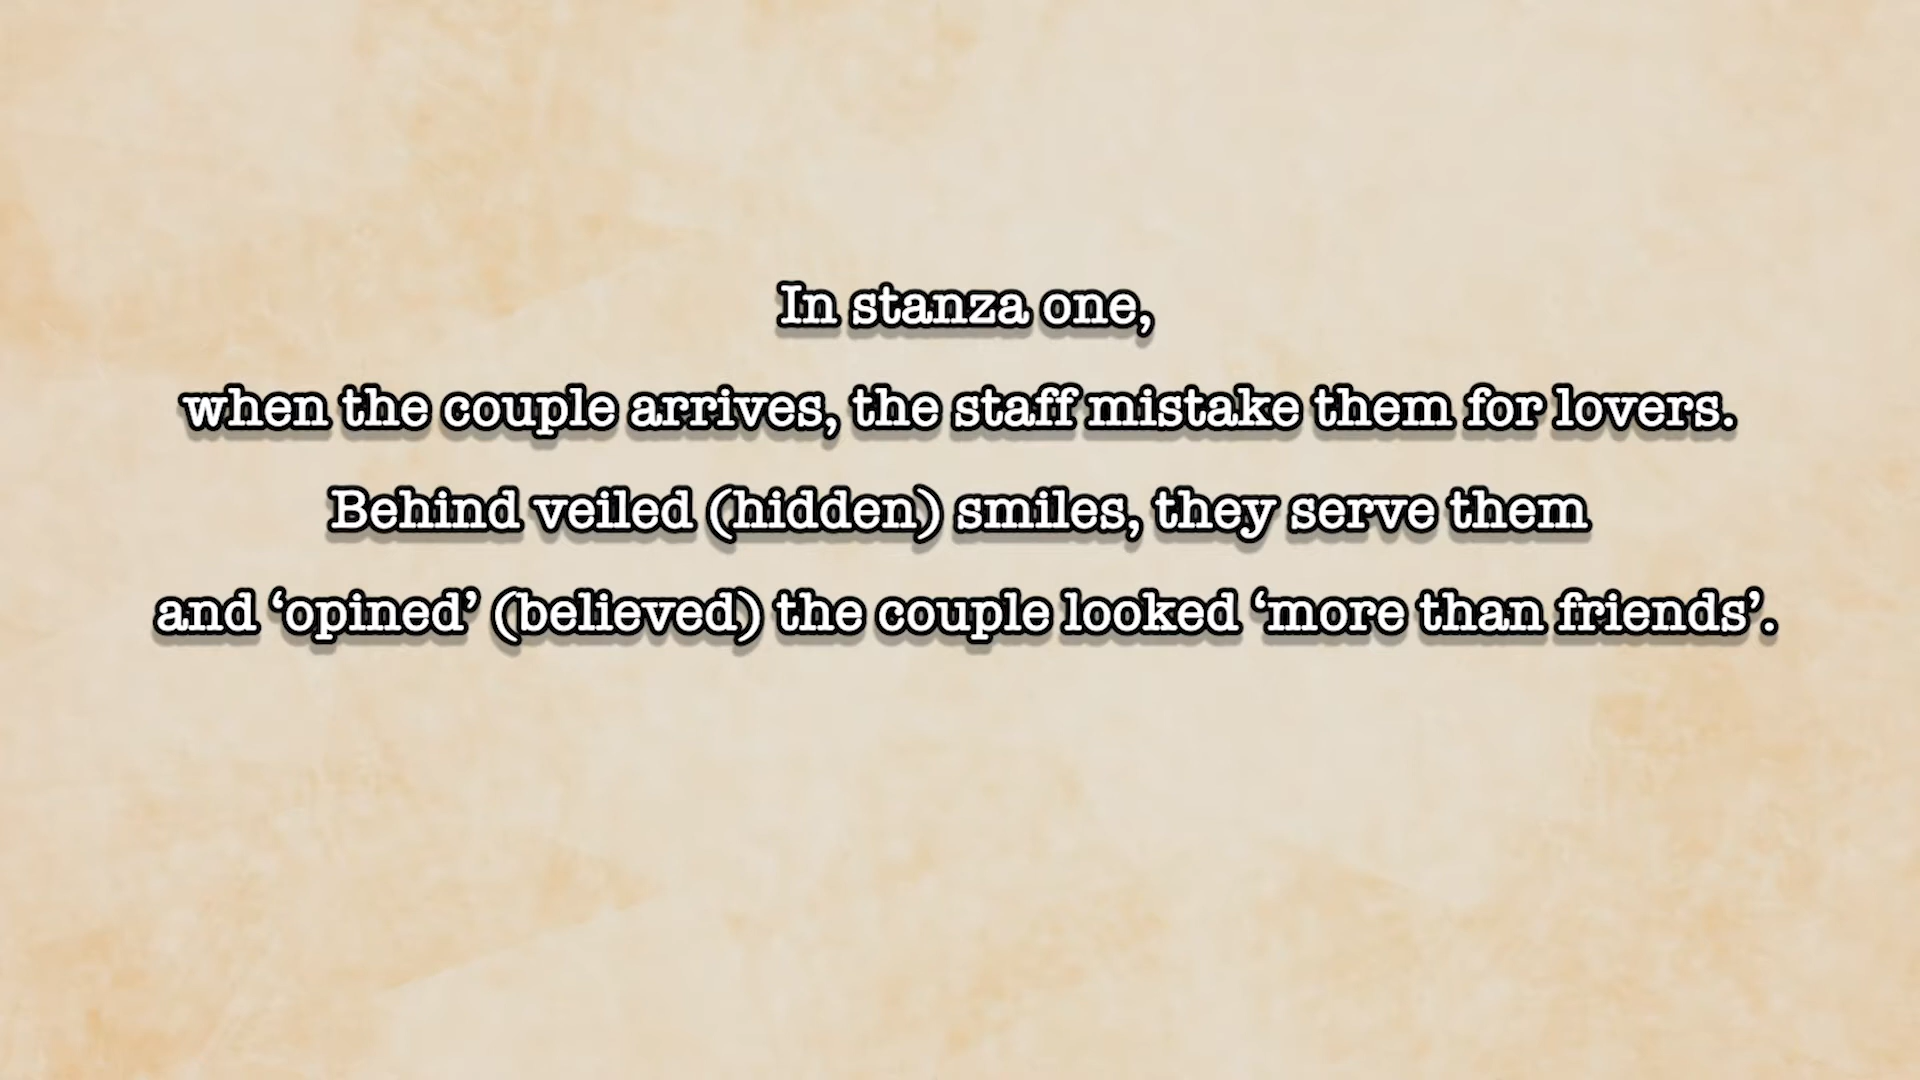 In stanza one,
when the couple arrives, the staff mistake them for lovers.
Behind veiled (hidden) smiles, they serve them
and ‘opined’ (believed) the couple looked ‘more than friends’.